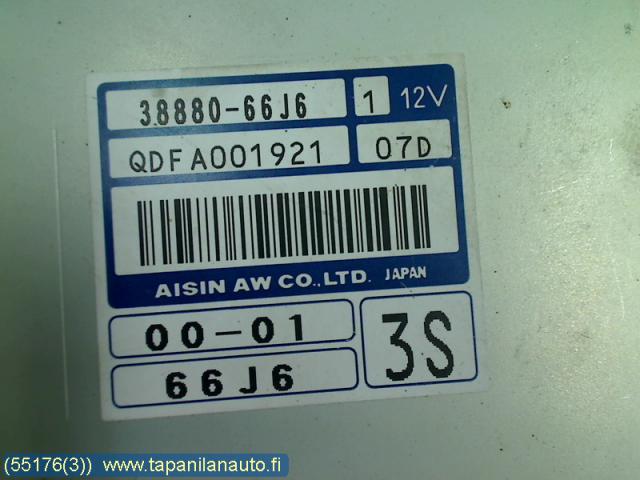 38880-66J6 1 12V
QDFA001921 07D
AISIN AW CO.,LTD. JAPAN
00-01
66J6
3S
(55176(3)) www.tapanilanauto.fi